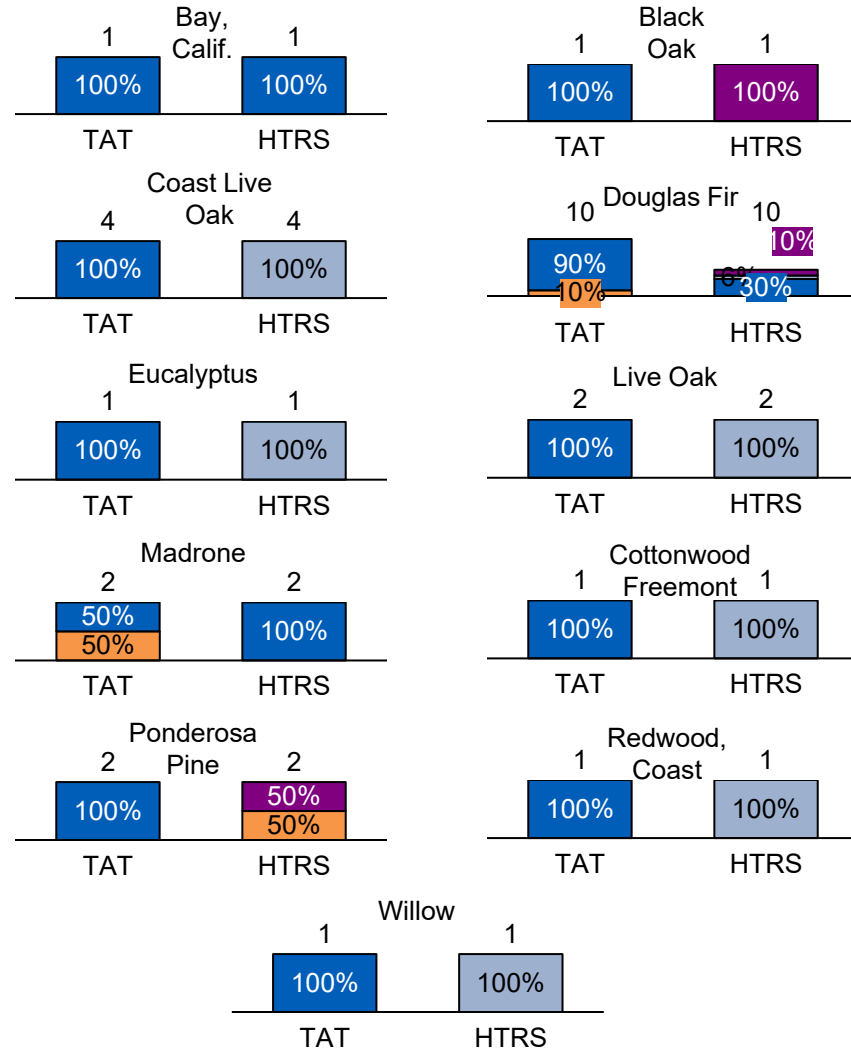 Bay,
Calif.
1 1
100% 100%
TAT HTRS
Black
Oak
1 1
100% 100%
TAT HTRS
Coast Live
Oak
4 4
100% 100%
TAT HTRS
Douglas Fir
10 10
10%
90%
10% 6% 30%
TAT HTRS
Eucalyptus
1 1
100% 100%
TAT HTRS
Live Oak
2 2
100% 100%
TAT HTRS
Madrone
2 2
50%
50% 100%
TAT HTRS
Cottonwood
Freemont
1 1
100% 100%
TAT HTRS
Ponderosa
Pine
2 2
100% 50%
50%
TAT HTRS
Redwood,
Coast
1 1
100% 100%
TAT HTRS
Willow
1 1
100% 100%
TAT HTRS